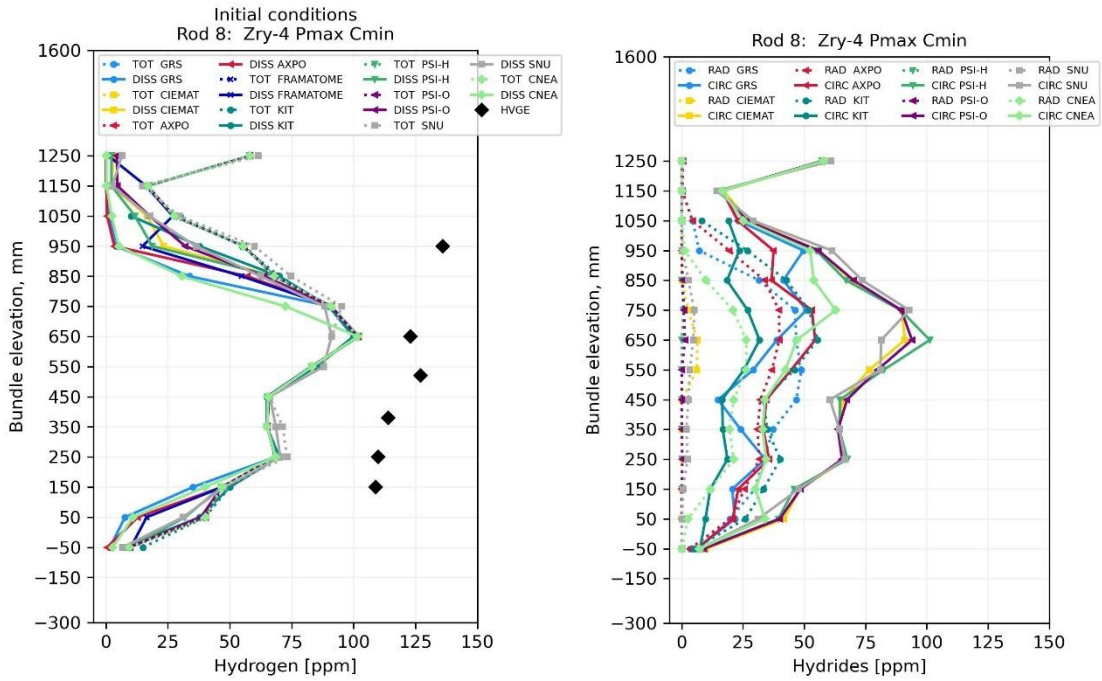 Initial conditions
Rod 8: Zry-4 Pmax Cmin
TOT GRS
DISS GRS
TOT CIEMAT
DISS CIEMAT
TOT AXPO
DISS AXPO
TOT FRAMATOME
DISS FRAMATOME
TOT KIT
DISS KIT
TOT PSI-H
DISS PSI-H
TOT PSI-O
DISS PSI-O
TOT SNU
DISS SNU
TOT CNEA
DISS CNEA
HVGE
1600
1250
1150
1050
950
850
750
650
550
450
350
250
150
50
−50
−150
−300
Bundle elevation, mm
0
25
50
75
100
125
150
Hydrogen [ppm]
Rod 8: Zry-4 Pmax Cmin
RAD GRS
CIRC GRS
RAD CIEMAT
CIRC CIEMAT
RAD AXPO
CIRC AXPO
RAD KIT
CIRC KIT
RAD PSI-H
CIRC PSI-H
RAD PSI-O
CIRC PSI-O
RAD SNU
CIRC SNU
RAD CNEA
CIRC CNEA
1600
1250
1150
1050
950
850
750
650
550
450
350
250
150
50
−50
−150
−300
Bundle elevation, mm
0
25
50
75
100
125
150
Hydrides [ppm]